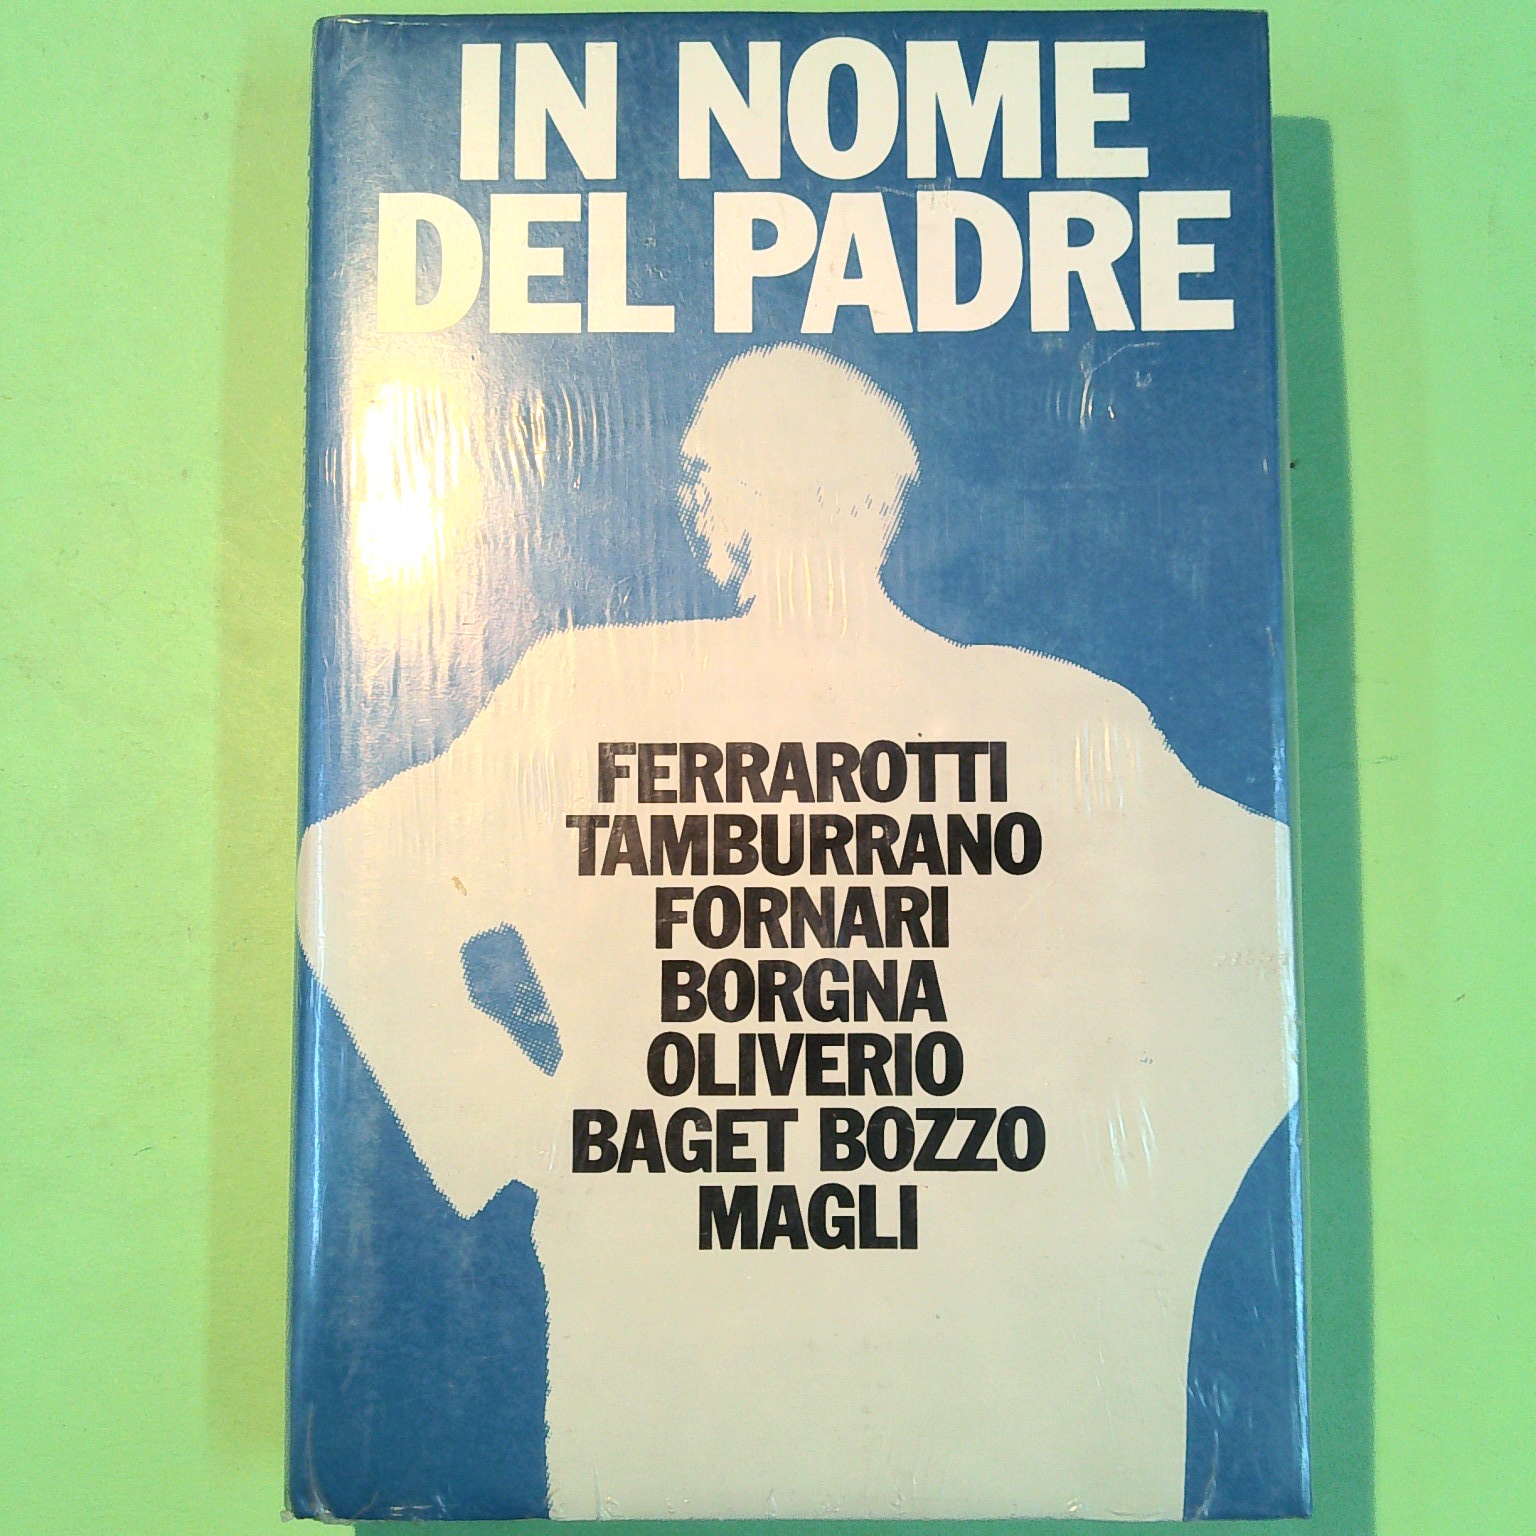 IN NOME
DEL PADRE
FERRAROTTI
TAMBURRANO
FORNARI
BORGNA
OLIVERIO
BAGET BOZZO
MAGLI